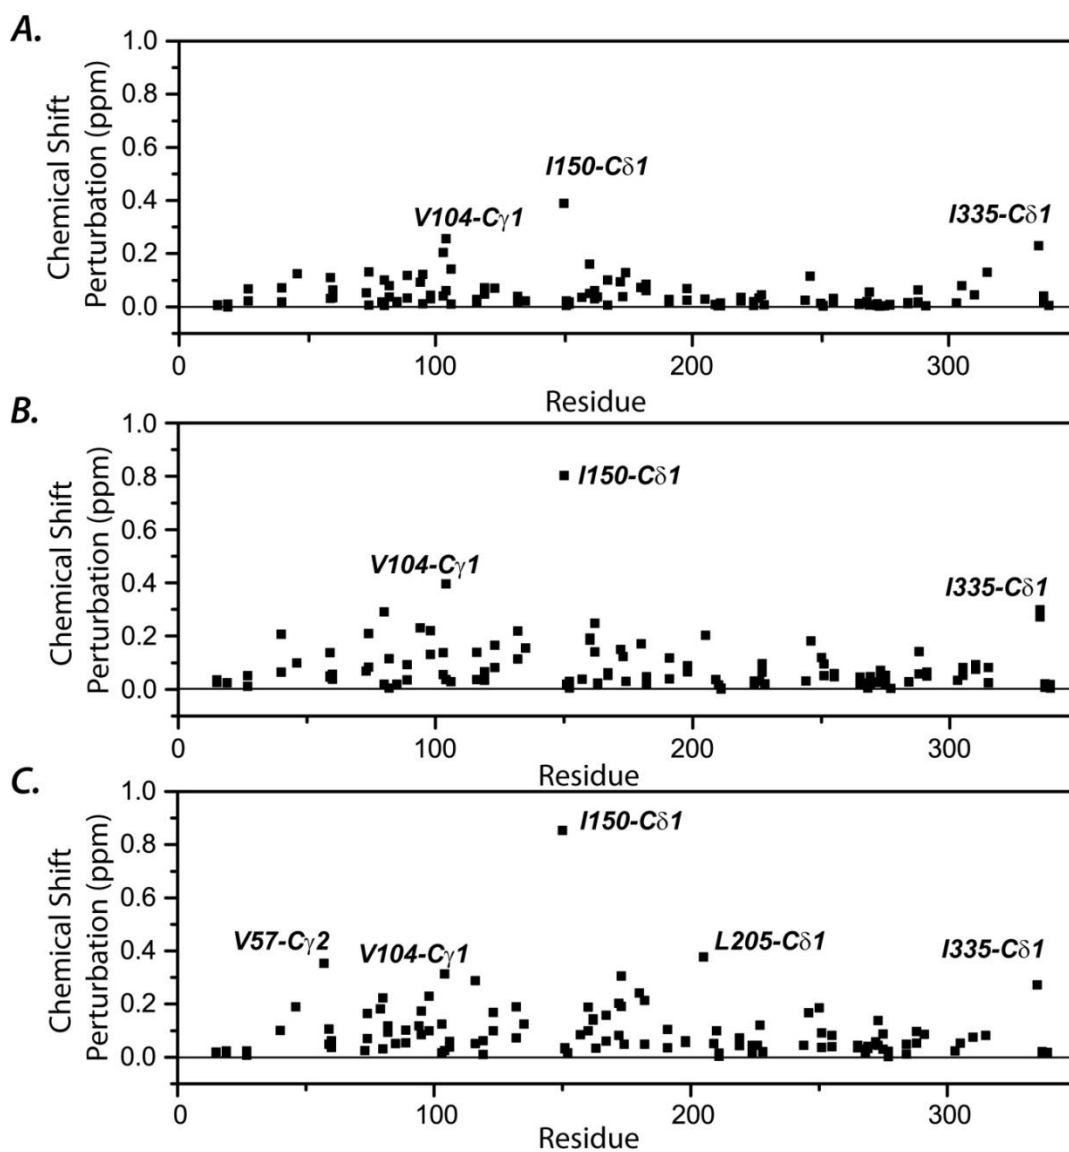 A.
Chemical Shift
Perturbation (ppm)
1.0
0.8
0.6
0.4
0.2
0.0
I150-Cδ1
V104-Cγ1
I335-Cδ1
0 100 200 300
Residue
B.
Chemical Shift
Perturbation (ppm)
1.0
0.8
0.6
0.4
0.2
0.0
I150-Cδ1
V104-Cγ1
I335-Cδ1
0 100 200 300
Residue
C.
Chemical Shift
Perturbation (ppm)
1.0
0.8
0.6
0.4
0.2
0.0
I150-Cδ1
V57-Cγ2
V104-Cγ1
L205-Cδ1
I335-Cδ1
0 100 200 300
Residue